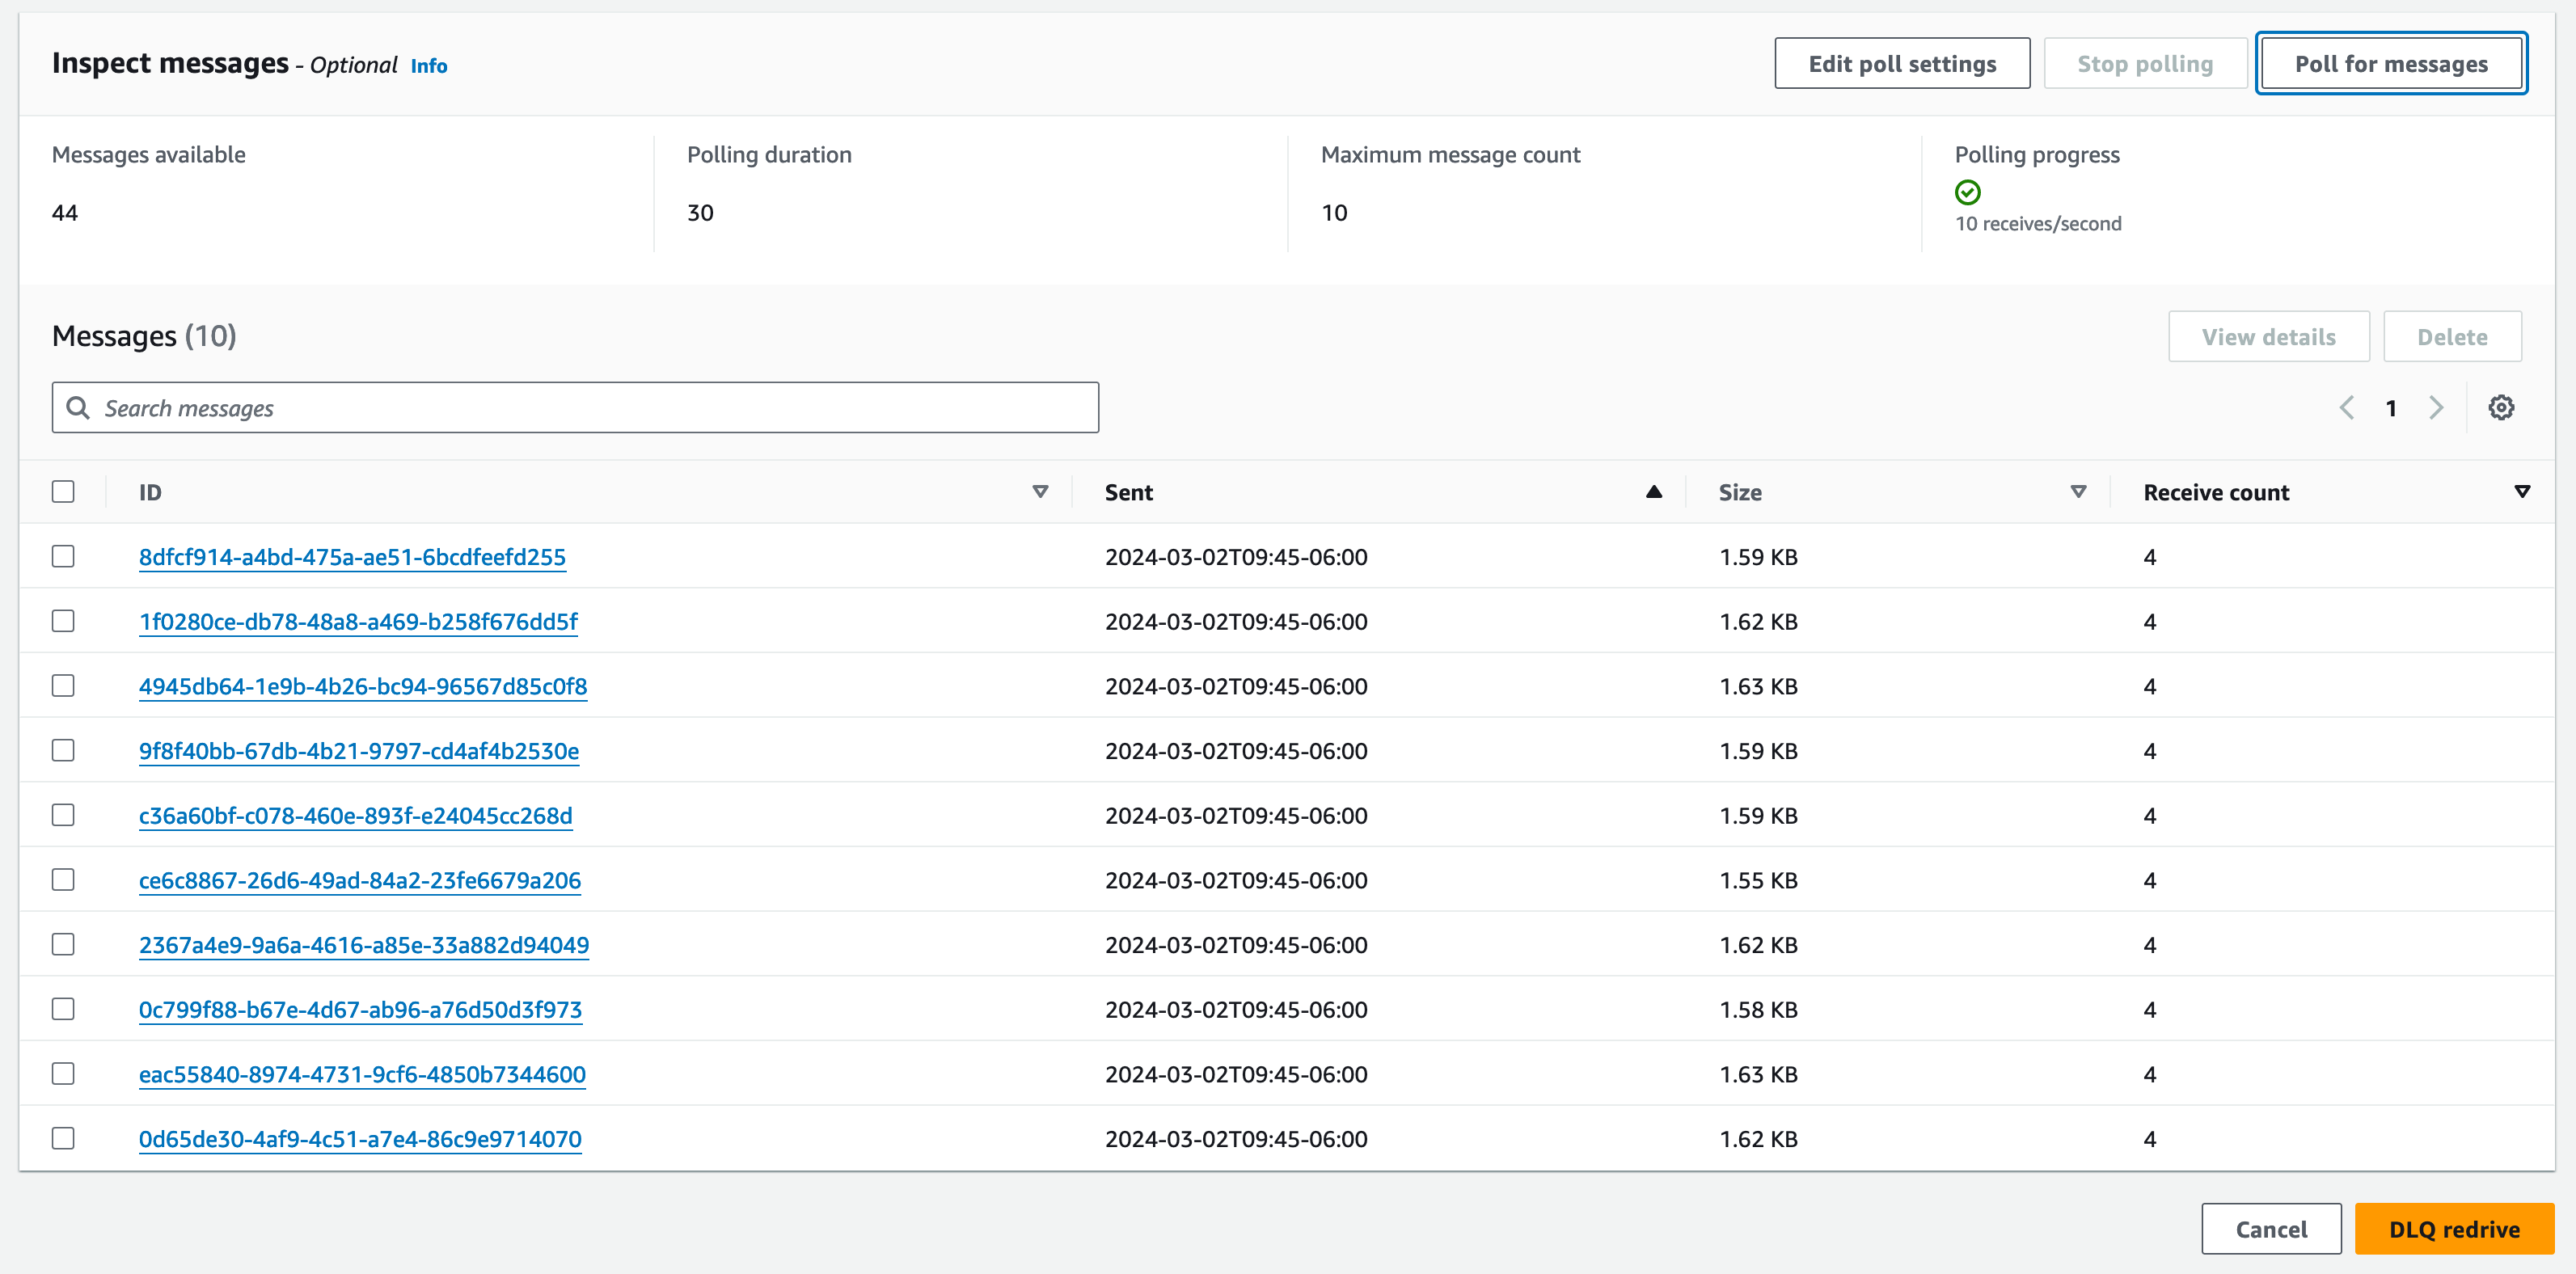 Inspect messages - Optional Info
Edit poll settings Stop polling Poll for messages
Messages available Polling duration Maximum message count Polling progress
44 30 10
10 receives/second
Messages (10)
View details Delete
Search messages
1
ID Sent Size Receive count
8dfcf914-a4bd-475a-ae51-6bcdfeefd255 2024-03-02T09:45-06:00 1.59 KB 4
1f0280ce-db78-48a8-a469-b258f676dd5f 2024-03-02T09:45-06:00 1.62 KB 4
4945db64-1e9b-4b26-bc94-96567d85c0f8 2024-03-02T09:45-06:00 1.63 KB 4
9f8f40bb-67db-4b21-9797-cd4af4b2530e 2024-03-02T09:45-06:00 1.59 KB 4
c36a60bf-c078-460e-893f-e24045cc268d 2024-03-02T09:45-06:00 1.59 KB 4
ce6c8867-26d6-49ad-84a2-23fe6679a206 2024-03-02T09:45-06:00 1.55 KB 4
2367a4e9-9a6a-4616-a85e-33a882d94049 2024-03-02T09:45-06:00 1.62 KB 4
0c799f88-b67e-4d67-ab96-a76d50d3f973 2024-03-02T09:45-06:00 1.58 KB 4
eac55840-8974-4731-9cf6-4850b7344600 2024-03-02T09:45-06:00 1.63 KB 4
0d65de30-4af9-4c51-a7e4-86c9e9714070 2024-03-02T09:45-06:00 1.62 KB 4
Cancel DLQ redrive